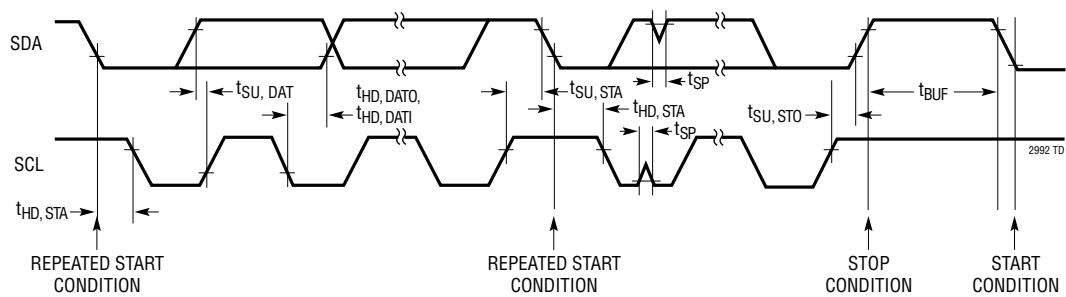 SDA
tSU, DAT
tHD, DATO,
tHD, DATI
tSU, STA
tHD, STA
tSP
tSP
tSU, STO
tBUF
2992 TD
SCL
tHD, STA
REPEATED START
CONDITION
REPEATED START
CONDITION
STOP
CONDITION
START
CONDITION